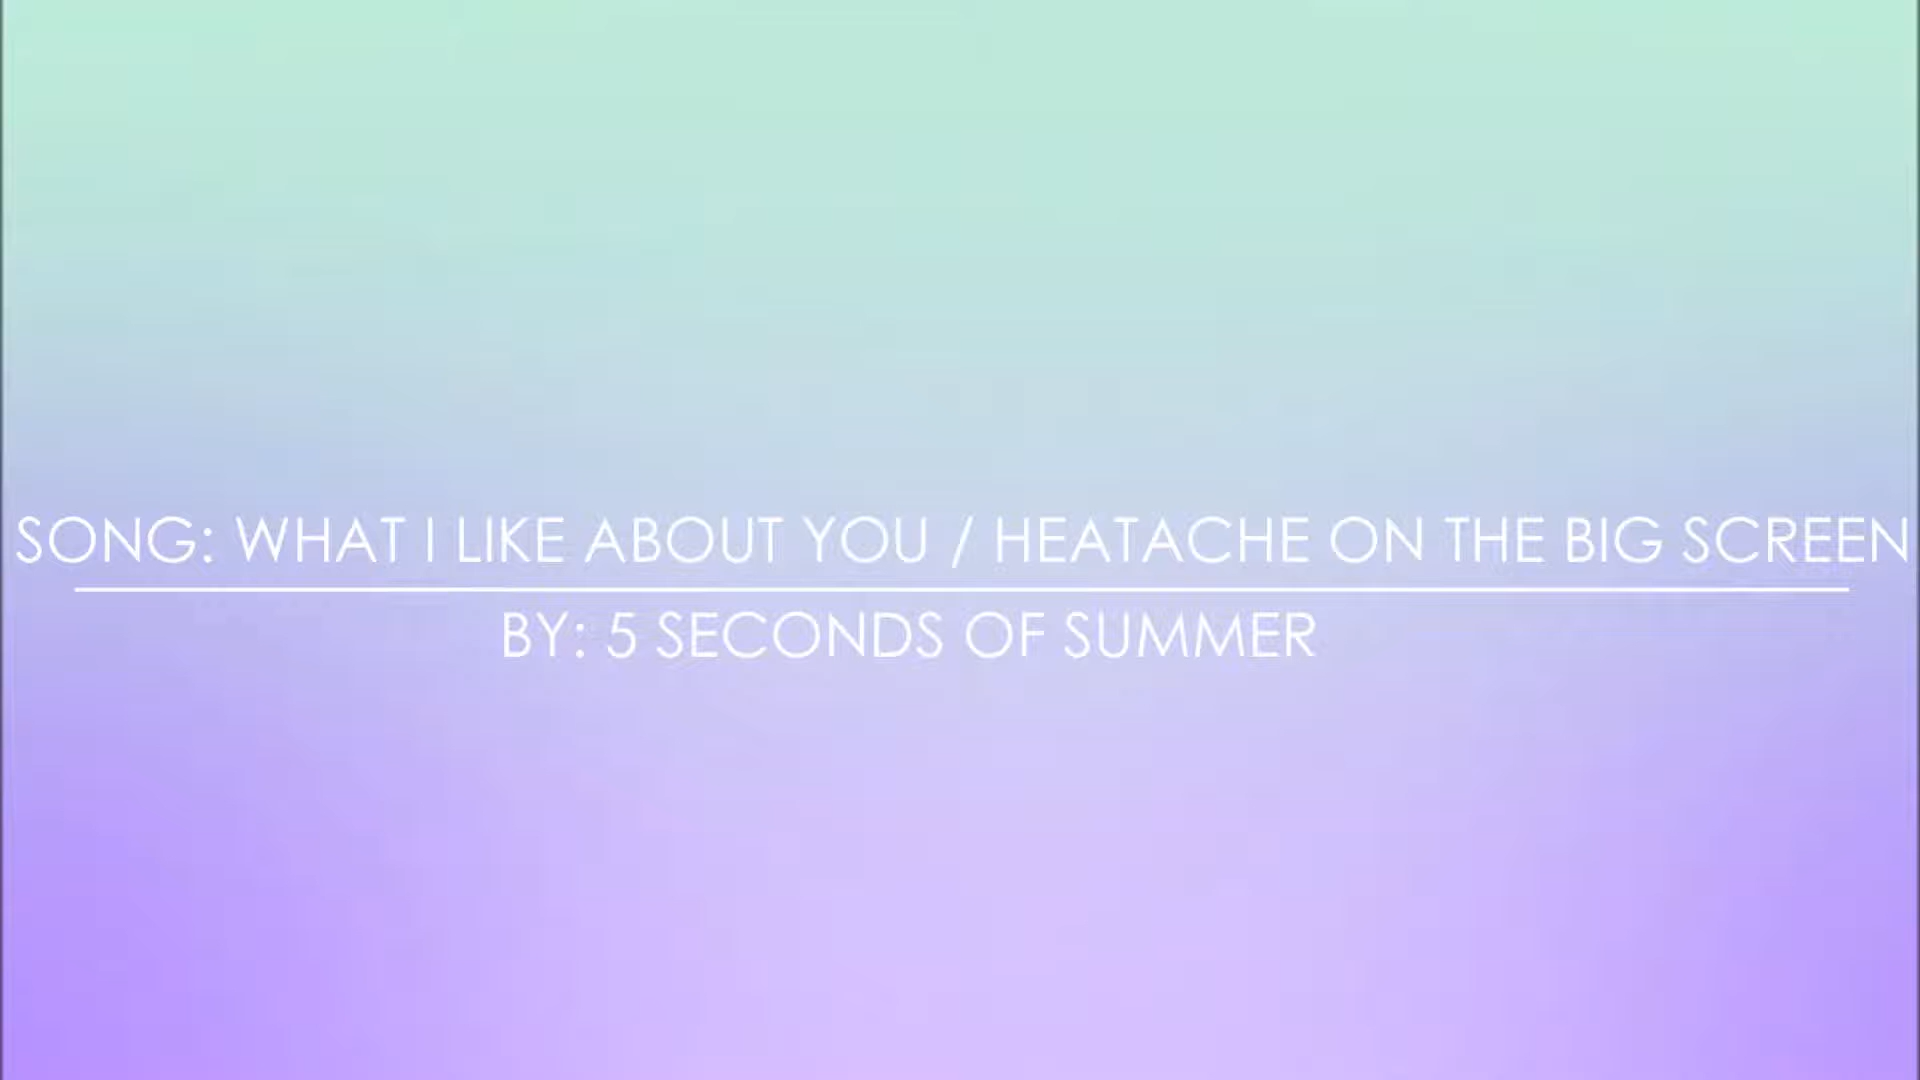 SONG: WHAT I LIKE ABOUT YOU / HEATACHE ON THE BIG SCREEN
BY: 5 SECONDS OF SUMMER